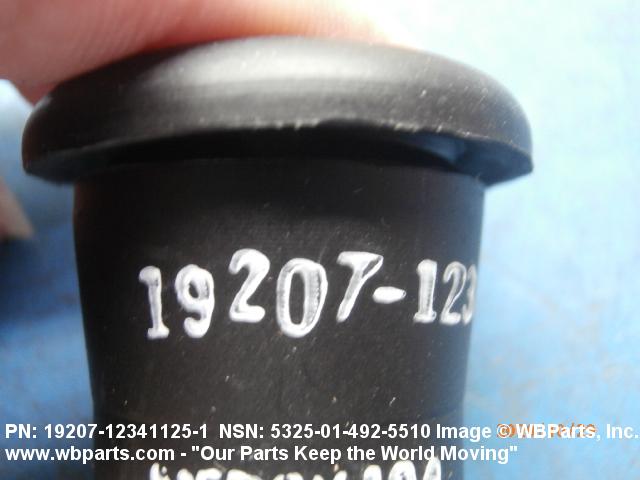 19207-123
PN: 19207-12341125-1 NSN: 5325-01-492-5510 Image © WBParts, Inc.
www.wbparts.com - "Our Parts Keep the World Moving"